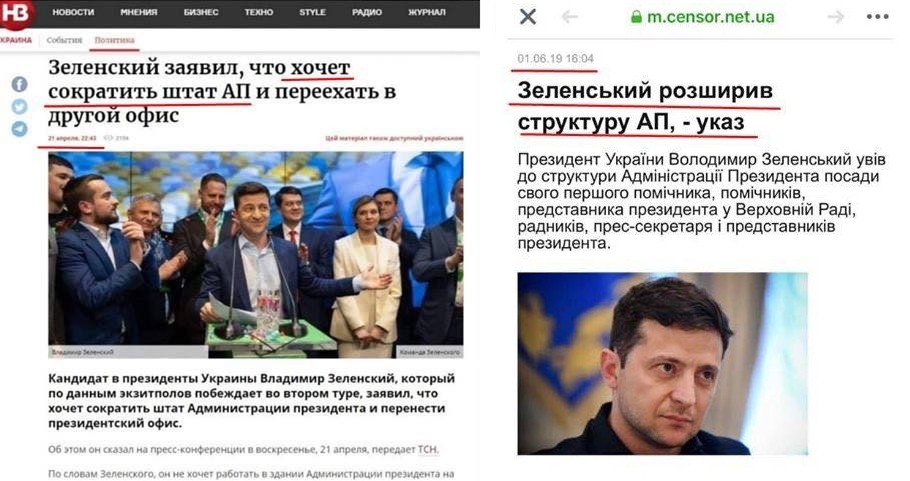 НВ
НОВОСТИ МНЕНИЯ БИЗНЕС ТЕХНО STYLE РАДИО ЖУРНАЛ
КРАИНА События Политика
Зеленский заявил, что хочет
сократить штат АП и переехать в
другой офис
21 апреля, 22:43 2186 Цей матеріал також доступний українською
Владимир Зеленский Команда Зеленского
Кандидат в президенты Украины Владимир Зеленский, который
по данным экзитполов побеждает во втором туре, заявил, что
хочет сократить штат Администрации президента и перенести
президентский офис.
Об этом он сказал на пресс-конференции в воскресенье, 21 апреля, передает ТСН.
По словам Зеленского, он не хочет работать в здании Администрации президента на
m.censor.net.ua
01.06.19 16:04
Зеленський розширив
структуру АП, - указ
Президент України Володимир Зеленський увів
до структури Адміністрації Президента посади
свого першого помічника, помічників,
представника президента у Верховній Раді,
радників, прес-секретаря і представників
президента.